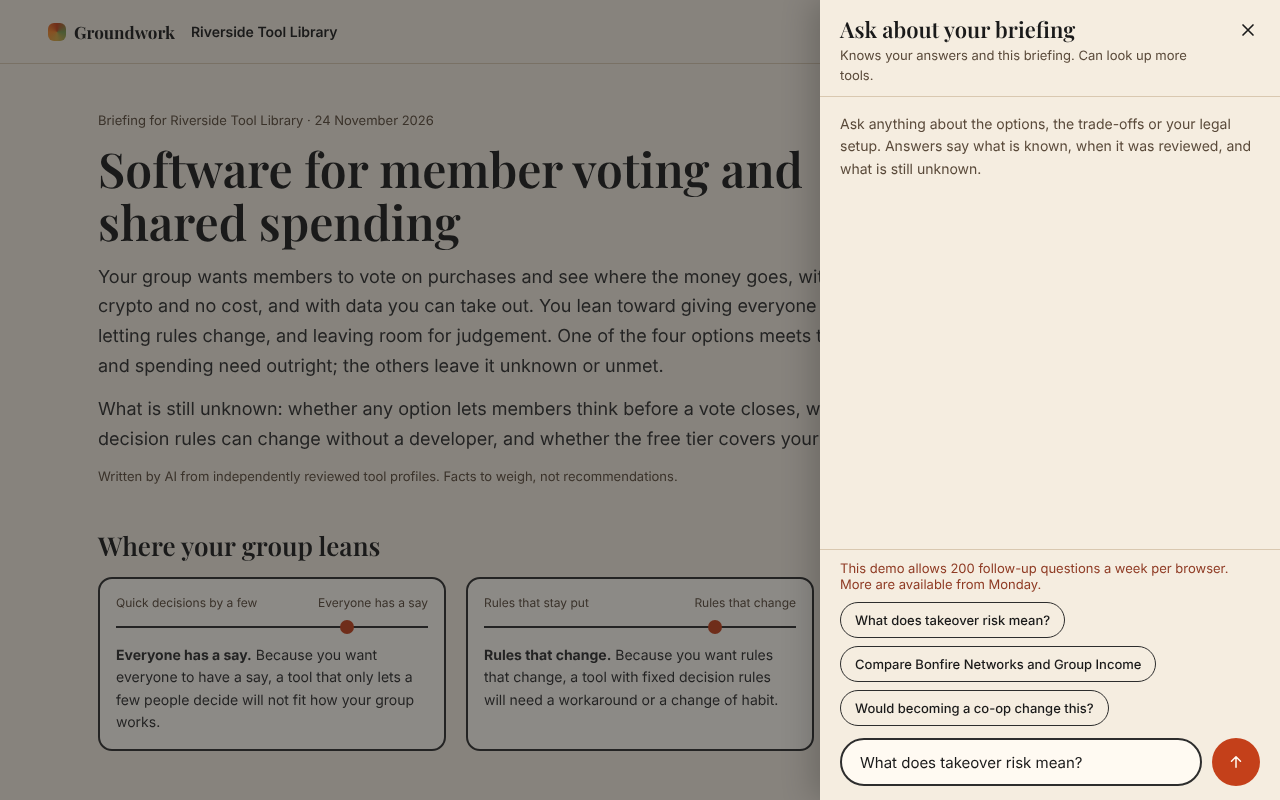 Groundwork
Riverside Tool Library
Briefing for Riverside Tool Library · 24 November 2026
Software for member voting and
shared spending
Your group wants members to vote on purchases and see where the money goes,
crypto and no cost, and with data you can take out. You lean toward giving everyone
letting rules change, and leaving room for judgement. One of the four options meets
and spending need outright; the others leave it unknown or unmet.
What is still unknown: whether any option lets members think before a vote closes,
decision rules can change without a developer, and whether the free tier covers your
Written by AI from independently reviewed tool profiles. Facts to weigh, not recommendations.
Where your group leans
Quick decisions by a few
Everyone has a say
Everyone has a say. Because you want
everyone to have a say, a tool that only lets a
few people decide will not fit how your group
works.
Rules that stay put
Rules that change
Rules that change. Because you want rules
that change, a tool with fixed decision rules
will need a workaround or a change of habit.
Ask about your briefing
Knows your answers and this briefing. Can look up more
tools.
Ask anything about the options, the trade-offs or your legal
setup. Answers say what is known, when it was reviewed, and
what is still unknown.
This demo allows 200 follow-up questions a week per browser.
More are available from Monday.
What does takeover risk mean?
Compare Bonfire Networks and Group Income
Would becoming a co-op change this?
What does takeover risk mean?